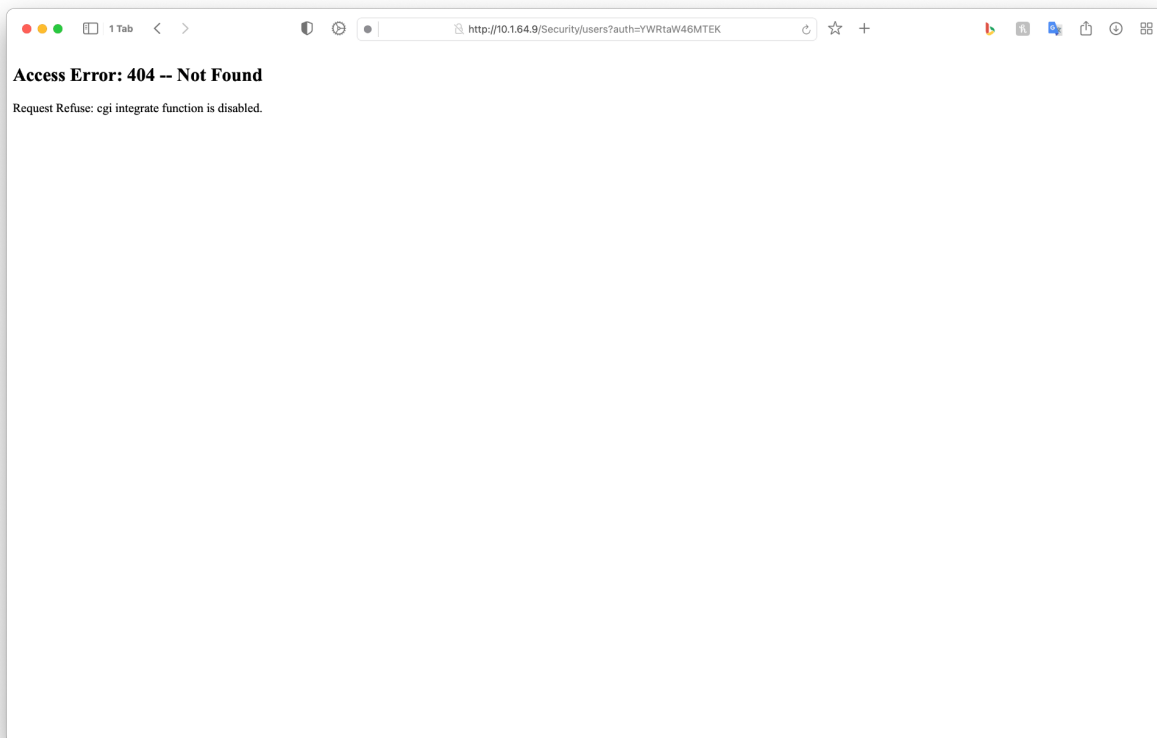 1 Tab
http://10.1.64.9/Security/users?auth=YWRtaW46MTEK
Access Error: 404 -- Not Found
Request Refuse: cgi integrate function is disabled.